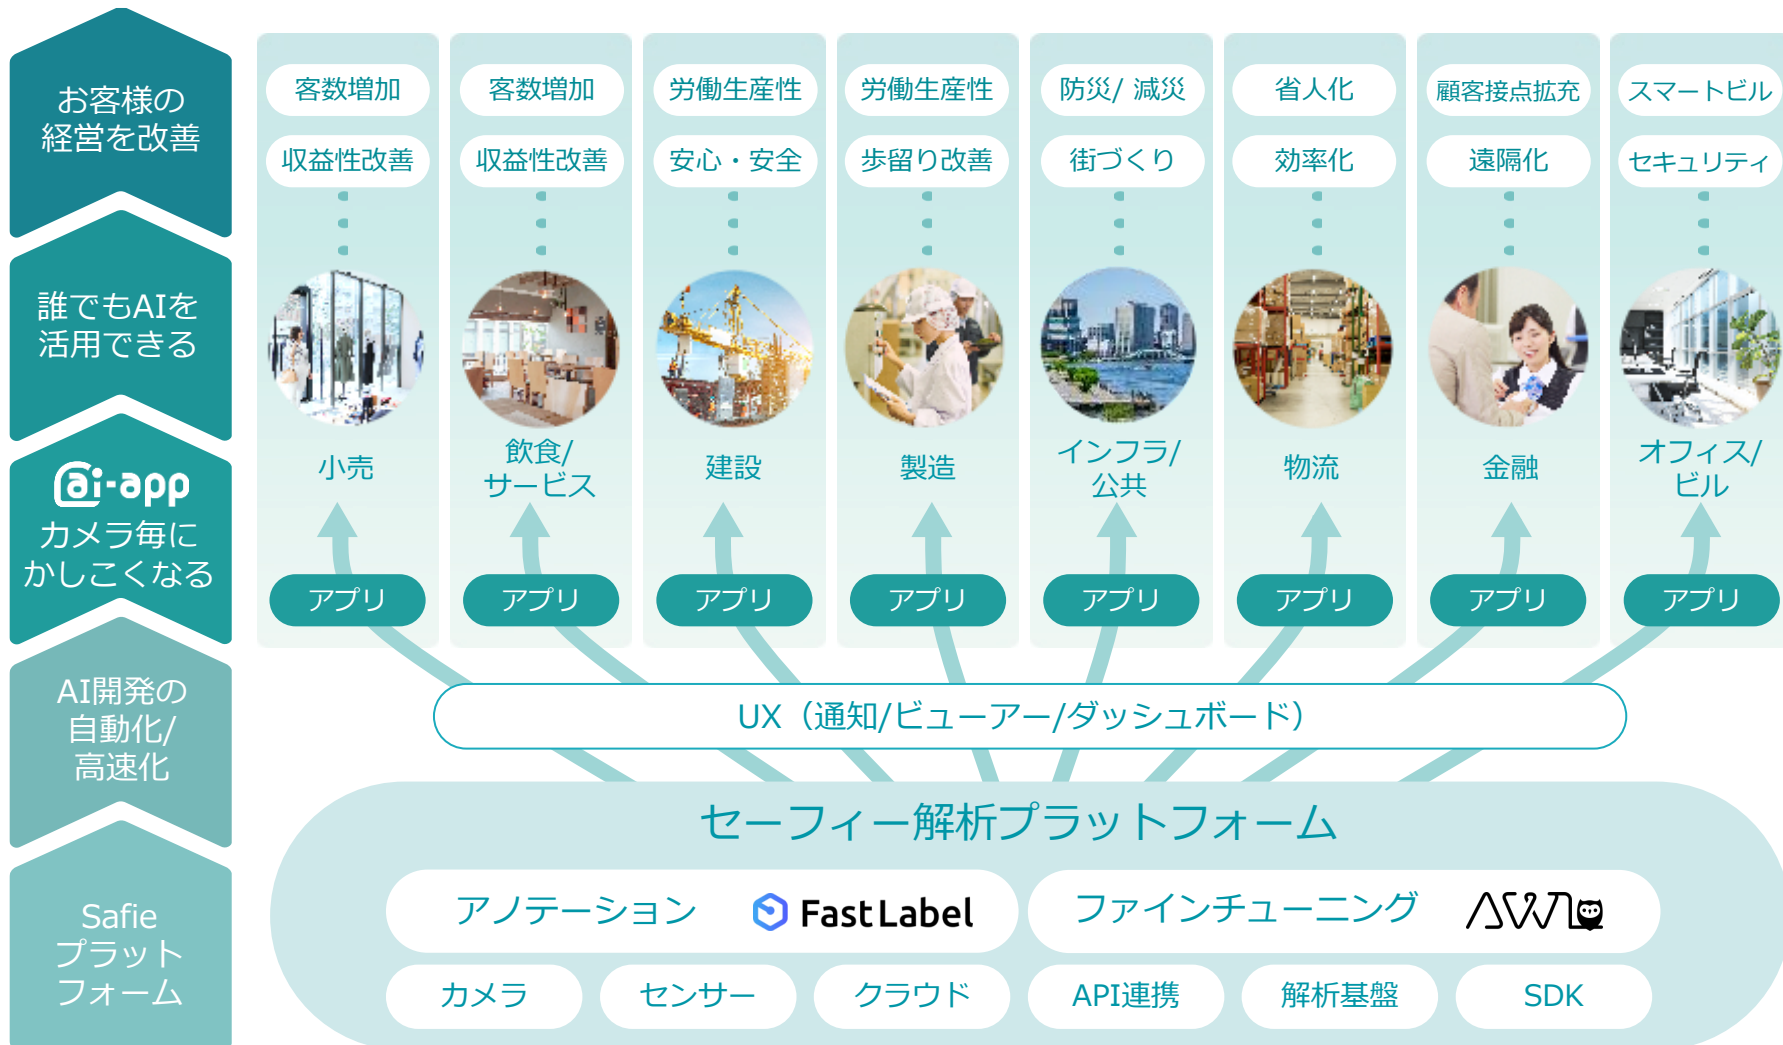 お客様の
経営を改善
誰でもAIを
活用できる
ai-app
カメラ毎に
かしこくなる
AI開発の
自動化/
高速化
Safie
プラット
フォーム
客数増加
収益性改善
小売
アプリ
客数増加
収益性改善
飲食/
サービス
アプリ
労働生産性
安心・安全
建設
アプリ
労働生産性
歩留り改善
製造
アプリ
防災/ 減災
街づくり
インフラ/
公共
アプリ
省人化
効率化
物流
アプリ
顧客接点拡充
遠隔化
金融
アプリ
スマートビル
セキュリティ
オフィス/
ビル
アプリ
UX（通知/ビューアー/ダッシュボード）
セーフィー解析プラットフォーム
アノテーション FastLabel
ファインチューニング AWL
カメラ
センサー
クラウド
API連携
解析基盤
SDK